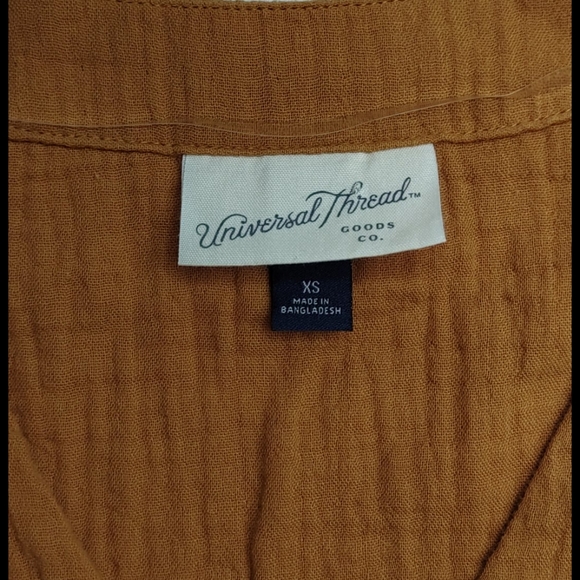 Universal Thread™
GOODS
CO.
XS
MADE IN
BANGLADESH